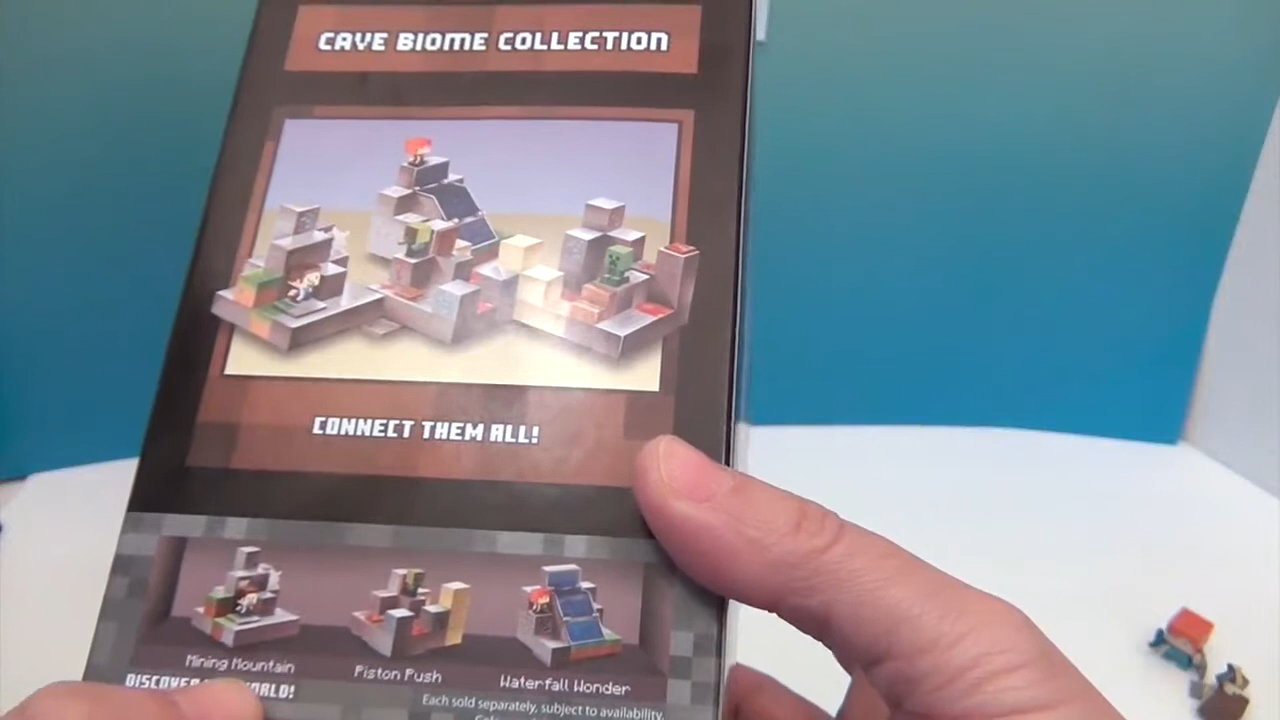 CAVE BIOME COLLECTION
CONNECT THEM ALL!
Mining Mountain
Piston Push
Waterfall Wonder
DISCOVER
Each sold separately, subject to availability.